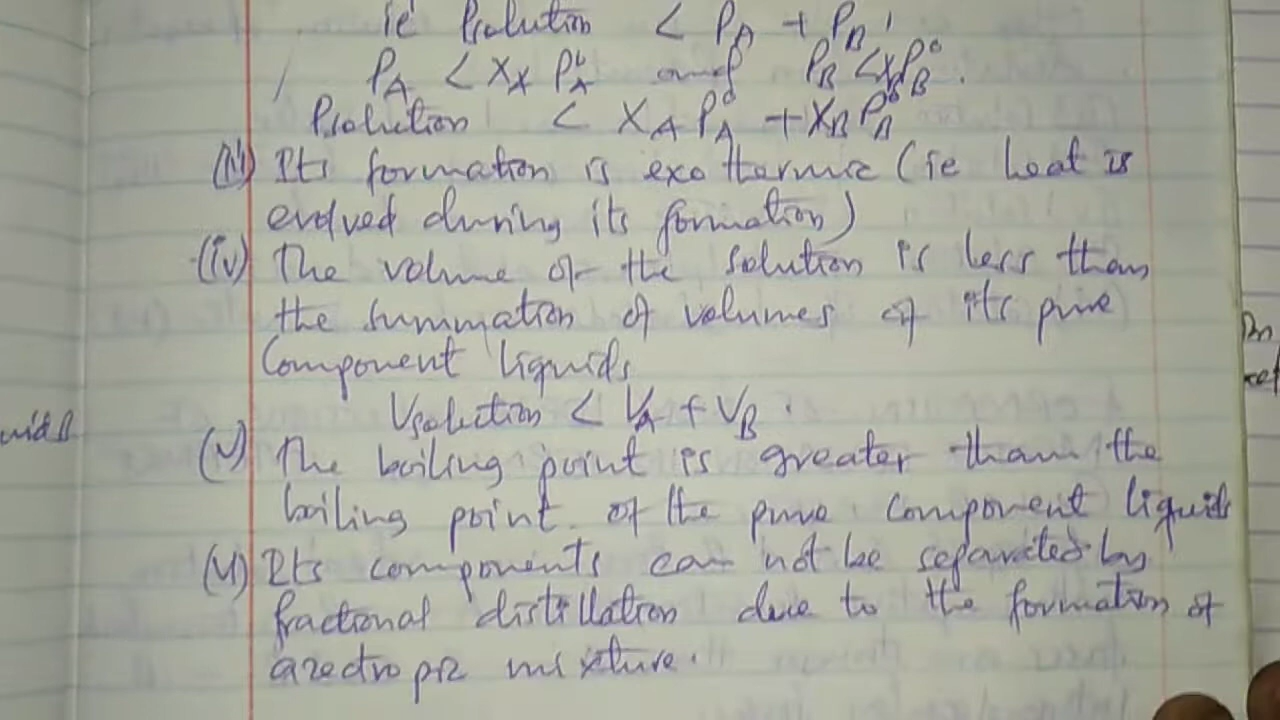 ie Psolution < PA + PB
PA < XA P°A and PB < XB P°B.
Psolution < XA P°A + XB P°B
(iii) Its formation is exothermic (ie heat is
evolved during its formation)
(iv) The volume of the solution is less than
the summation of volumes of its pure
Component liquids
Vsolution < VA + VB.
(v) The boiling point is greater than the
boiling point of the pure component liquids
(vi) Its components can not be separated by
fractional distillation due to the formation of
azeotropic mixture.